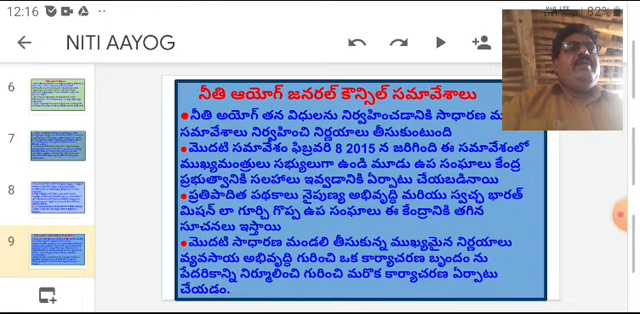 12:16
82%
NITI AAYOG
6
7
8
9
నీతి ఆయోగ్ జనరల్ కౌన్సిల్ సమావేశాలు
●నీతి అయోగ్ తన విధులను నిర్వహించడానికి సాధారణ
సమావేశాలు నిర్వహించి నిర్ణయాలు తీసుకుంటుంది
●మొదటి సమావేశం ఫిబ్రవరి 8 2015 న జరిగింది ఈ సమావేశంలో
ముఖ్యమంత్రులు సభ్యులుగా ఉండి మూడు ఉప సంఘాలు కేంద్ర
ప్రభుత్వానికి సలహాలు ఇవ్వడానికి ఏర్పాటు చేయబడినాయి
●ప్రతిపాదిత పథకాలు నైపుణ్య అభివృద్ధి మరియు స్వచ్ఛ భారత్
మిషన్ లా గూర్చి గొప్ప ఉప సంఘాలు ఈ కేంద్రానికి తగిన
సూచనలు ఇస్తాయి
●మొదటి సాధారణ మండలి తీసుకున్న ముఖ్యమైన నిర్ణయాలు
వ్యవసాయ అభివృద్ధి గురించి ఒక కార్యాచరణ బృందం ను
పేదరికాన్ని నిర్మూలించి గురించి మరొక కార్యాచరణ ఏర్పాటు
చేయడం.